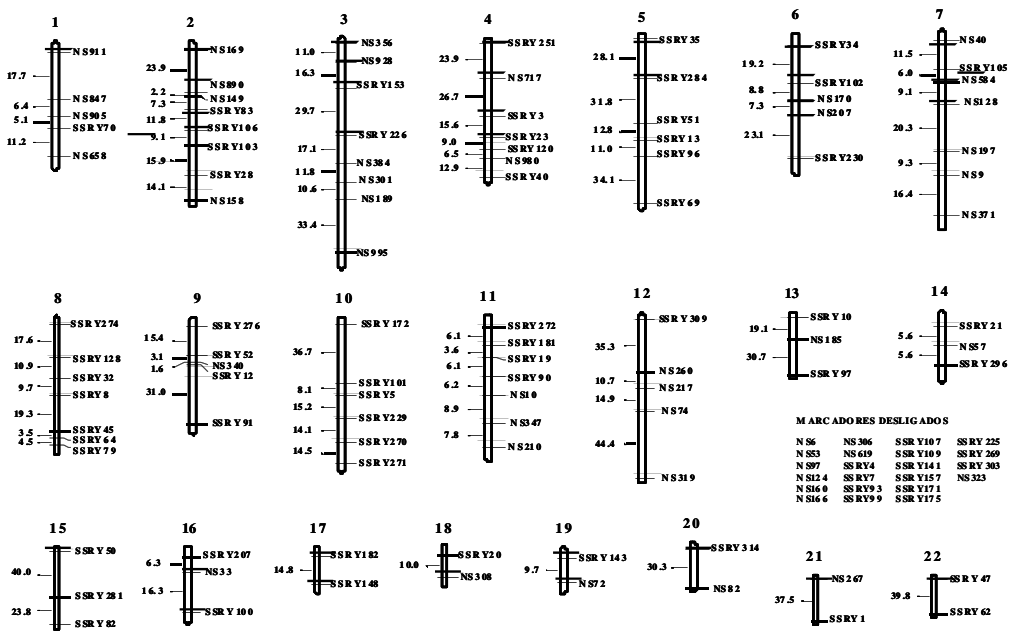 1
NS911
17.7
NS847
6.4
NS905
5.1
SSRY70
11.2
NS658
2
NS169
23.9
NS890
2.2
NS149
7.3
SSRY83
11.8
SSRY106
9.1
SSRY103
15.9
SSRY28
14.1
NS158
3
NS356
11.0
NS928
16.3
SSRY153
29.7
SSRY226
17.1
NS384
11.8
NS301
10.6
NS189
33.4
NS995
4
SSRY251
23.9
NS717
26.7
SSRY3
15.6
SSRY23
9.0
SSRY120
6.5
NS980
12.9
SSRY40
5
SSRY35
28.1
SSRY284
31.8
SSRY51
12.8
SSRY13
11.0
SSRY96
34.1
SSRY69
6
SSRY34
19.2
SSRY102
8.8
NS170
7.3
NS207
23.1
SSRY230
7
NS40
11.5
SSRY105
6.0
NS584
9.1
NS128
20.3
NS197
9.3
NS9
16.4
NS371
8
SSRY274
17.6
SSRY128
10.9
SSRY32
9.7
SSRY8
19.3
SSRY45
3.5
SSRY64
4.5
SSRY79
9
SSRY276
15.4
SSRY52
3.1
NS340
1.6
SSRY12
31.0
SSRY91
10
SSRY172
36.7
SSRY101
8.1
SSRY5
15.2
SSRY229
14.1
SSRY270
14.5
SSRY271
11
SSRY272
6.1
SSRY181
3.6
SSRY19
6.1
SSRY90
6.2
NS10
8.9
NS347
7.8
NS210
12
SSRY309
35.3
NS260
10.7
NS217
14.9
NS74
44.4
NS319
13
SSRY10
19.1
NS185
30.7
SSRY97
14
SSRY21
5.6
NS57
5.6
SSRY296
MARCADORES DESLIGADOS
NS6 NS306 SSRY107 SSRY225
NS53 NS619 SSRY109 SSRY269
NS97 SSRY4 SSRY141 SSRY303
NS124 SSRY7 SSRY157 NS323
NS160 SSRY93 SSRY171
NS166 SSRY99 SSRY175
15
SSRY50
40.0
SSRY281
23.8
SSRY82
16
SSRY207
6.3
NS33
16.3
SSRY100
17
SSRY182
14.8
SSRY148
18
SSRY20
10.0
NS308
19
SSRY143
9.7
NS72
20
SSRY314
30.3
NS82
21
NS267
37.5
SSRY1
22
SSRY47
39.8
SSRY62